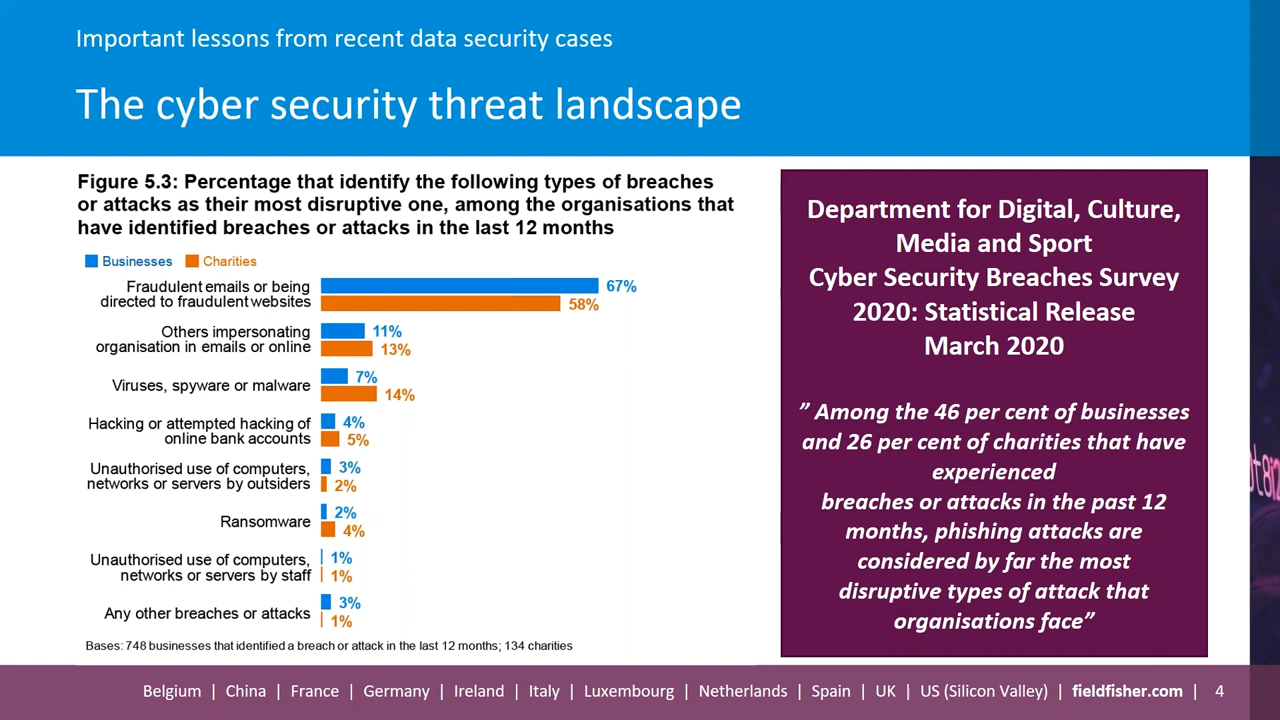 Important lessons from recent data security cases
The cyber security threat landscape
Figure 5.3: Percentage that identify the following types of breaches
or attacks as their most disruptive one, among the organisations that
have identified breaches or attacks in the last 12 months
Businesses Charities
Fraudulent emails or being
directed to fraudulent websites
67%
58%
Others impersonating
organisation in emails or online
11%
13%
Viruses, spyware or malware
7%
14%
Hacking or attempted hacking of
online bank accounts
4%
5%
Unauthorised use of computers,
networks or servers by outsiders
3%
2%
Ransomware
2%
4%
Unauthorised use of computers,
networks or servers by staff
1%
1%
Any other breaches or attacks
3%
1%
Bases: 748 businesses that identified a breach or attack in the last 12 months; 134 charities
Department for Digital, Culture,
Media and Sport
Cyber Security Breaches Survey
2020: Statistical Release
March 2020
” Among the 46 per cent of businesses
and 26 per cent of charities that have
experienced
breaches or attacks in the past 12
months, phishing attacks are
considered by far the most
disruptive types of attack that
organisations face”
Belgium | China | France | Germany | Ireland | Italy | Luxembourg | Netherlands | Spain | UK | US (Silicon Valley) | fieldfisher.com | 4